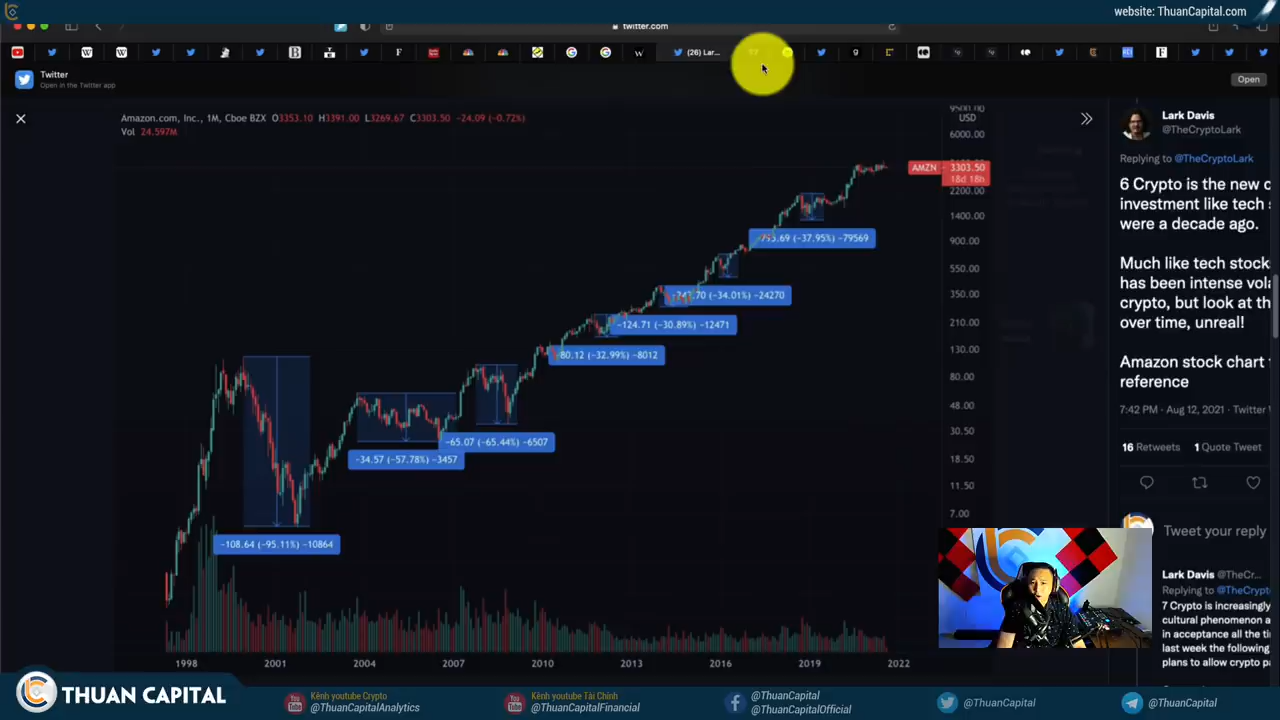 website: ThuanCapital.com
twitter.com
(26) Lar...
Twitter
Open in the Twitter app
Open
Amazon.com, Inc., 1M, Cboe BZX O3353.10 H3391.00 L3269.67 C3303.50 −24.09 (−0.72%)
Vol 24.597M
USD
6000.00
AMZN 3303.50
18d 18h
2200.00
1400.00
900.00
550.00
350.00
210.00
130.00
80.00
48.00
30.50
18.50
11.50
7.00
(−37.95%) −79569
(−34.01%) −24270
−124.71 (−30.89%) −12471
80.12 (−32.99%) −8012
−65.07 (−65.44%) −6507
−34.57 (−57.78%) −3457
−108.64 (−95.11%) −10864
1998 2001 2004 2007 2010 2013 2016 2019 2022
Lark Davis
@TheCryptoLark
Replying to @TheCryptoLark
6 Crypto is the new
investment like tech
were a decade ago.
Much like tech stock
has been intense
crypto, but look at
over time, unreal!
Amazon stock chart
reference
7:42 PM · Aug 12, 2021 · Twitter
16 Retweets 1 Quote Tweet
Tweet your reply
Lark Davis @TheCr...
Replying to
7 Crypto is increasingly
cultural phenomenon
in acceptance all the
last week the following
plans to allow crypto
THUAN CAPITAL
Kênh youtube Crypto
@ThuanCapitalAnalytics
Kênh youtube Tài Chính
@ThuanCapitalFinancial
@ThuanCapital
@ThuanCapitalOfficial
@ThuanCapital
@ThuanCapital